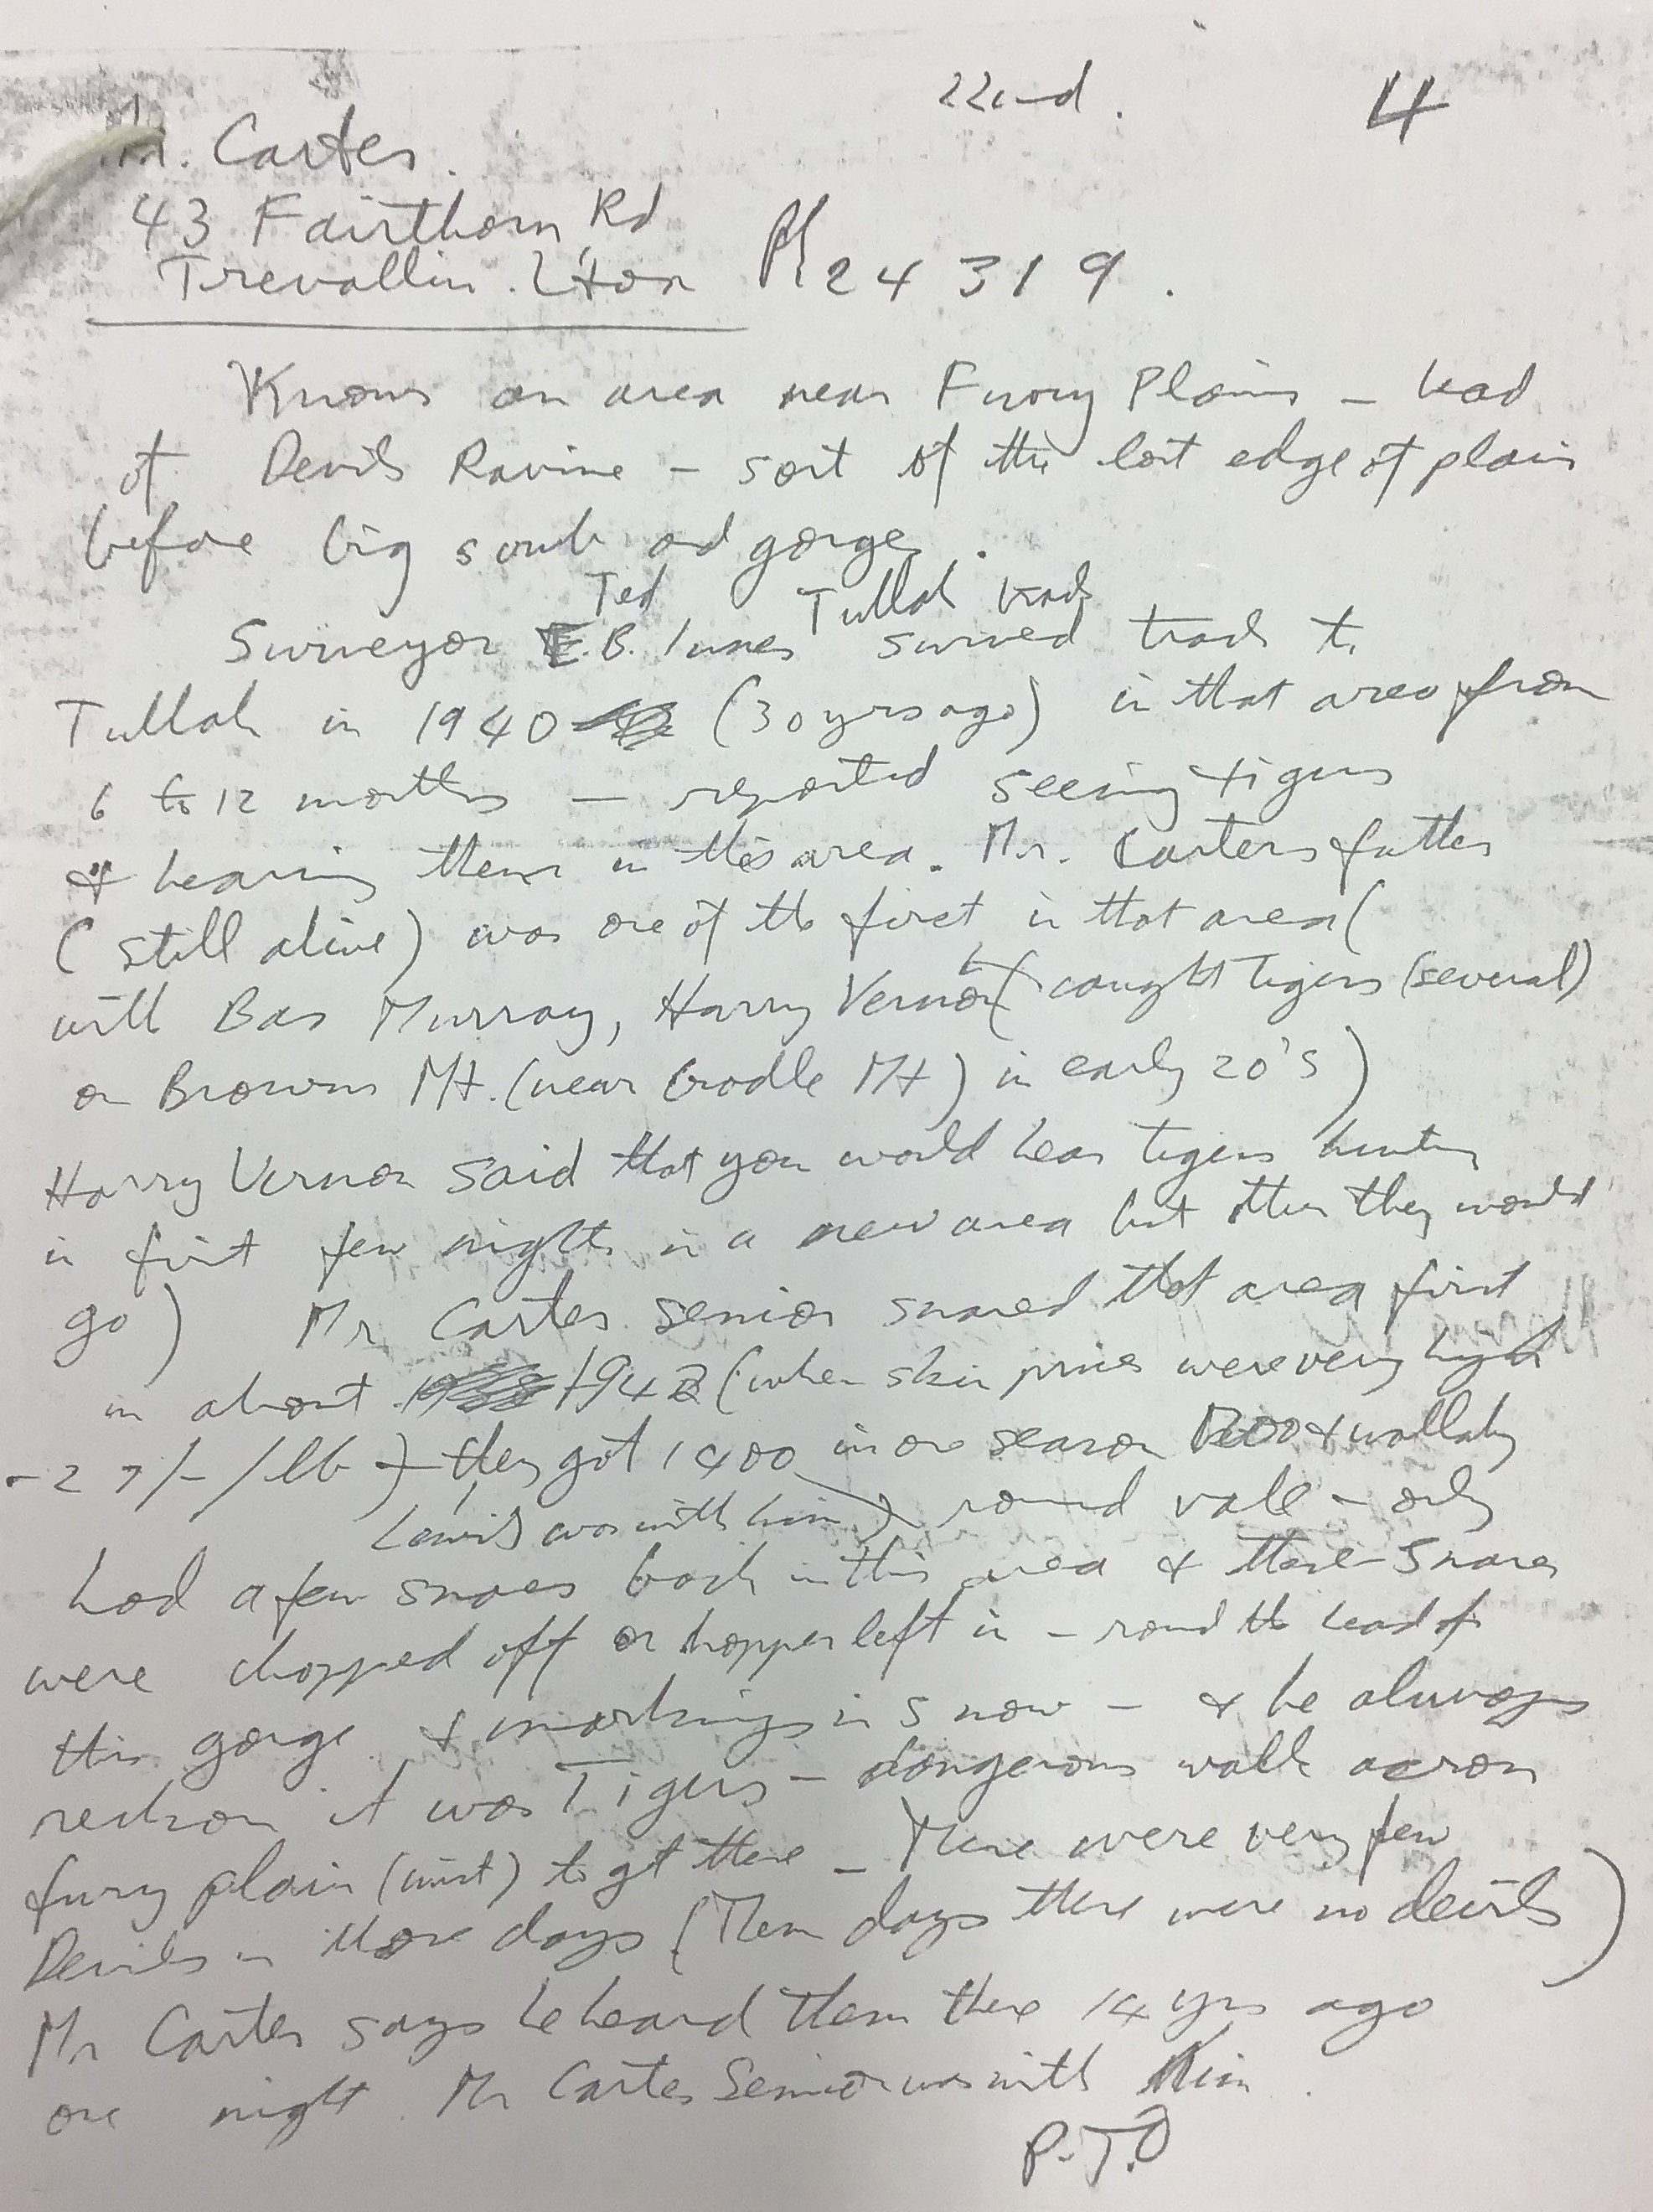 22nd. 4
M. Carter.
43 Fairthorn Rd
Trevallin. L'ton Ph 24319.
Knows an area near Fury Plains – head
of Devils Ravine – sort of the last edge of plain
before big scrub and gorge.
Ted Tullah track
Surveyor E.B. Innes surveyed track to
Tullah in 1940 (30 yrs ago) in that area from
6 to 12 months – reported seeing tigers
& hearing them in this area. Mr. Carters father
(still alive) was one of the first in that area (
with Bas Murray, Harry Vernon (caught Tigers (several)
on Browns Mt. (near Cradle Mt) in early 20's)
Harry Vernon said that you would hear tigers hunting
in first few nights in a new area but then they would
go) Mr Carter senior snared that area first
in about 1942 (when skin prices were very high
- 27/- /lb) – they got 1400 in one season Roo & wallaby
Lewis was with him) round vale – only
had a few snares back in this area & these snares
were chopped off or hopper left in – round the head of
this gorge & markings in snow – & he always
reckon it was Tigers – dangerous walk across
fury plain (mist) to get there – There were very few
Devils in those days (Them days there were no devils)
Mr Carter says he heard them there 14 yrs ago
one night. Mr Carter Senior was with him.
P.T.O